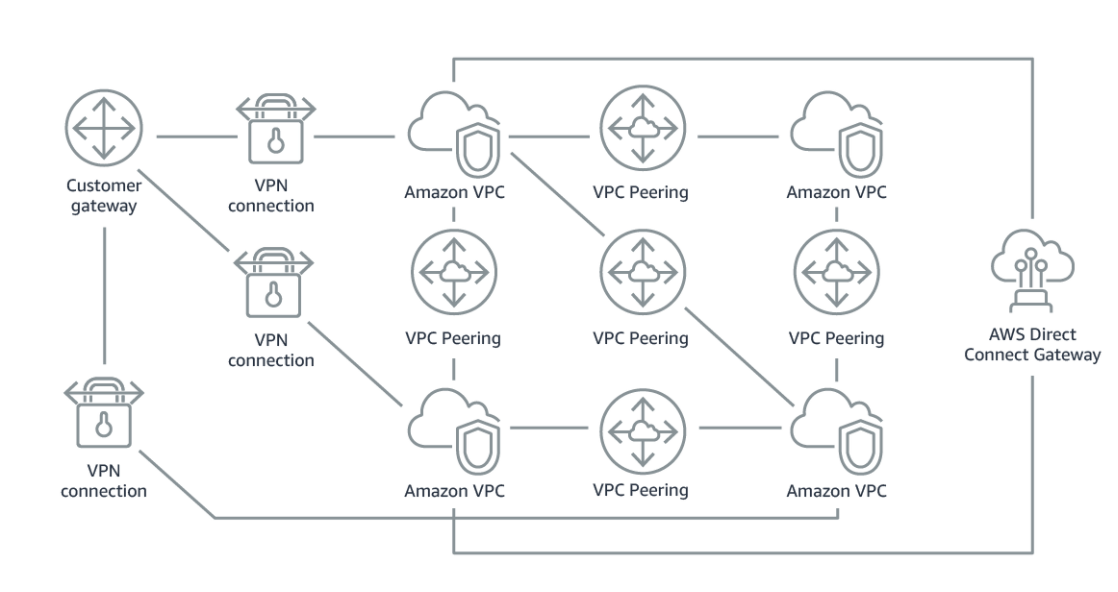 Customer
gateway
VPN
connection
Amazon VPC
VPC Peering
Amazon VPC
VPN
connection
VPC Peering
VPC Peering
VPC Peering
AWS Direct
Connect Gateway
VPN
connection
Amazon VPC
VPC Peering
Amazon VPC